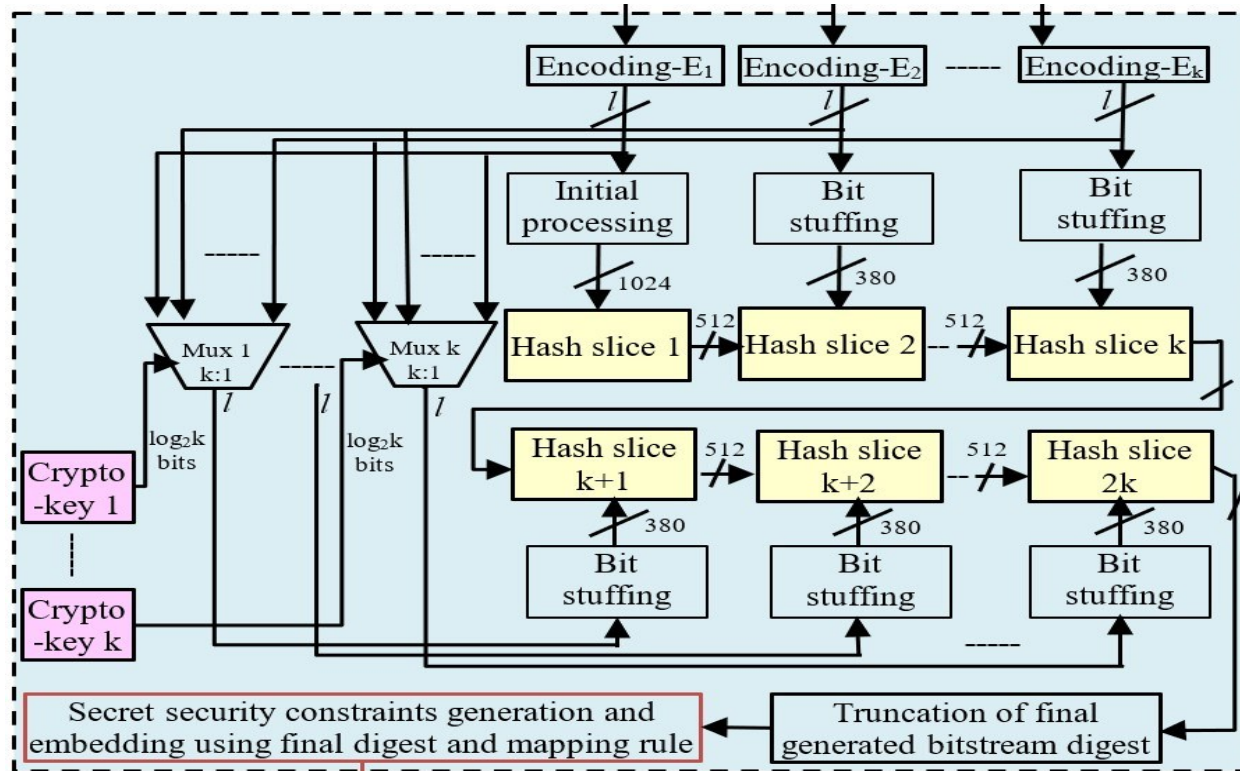 Encoding-E₁ Encoding-E₂ ----- Encoding-Eₖ
l l l
Initial
processing
Bit
stuffing
Bit
stuffing
----- -----
1024 380 380
Mux 1
k:1
-----
Mux k
k:1
Hash slice 1 512 Hash slice 2 -- 512 Hash slice k
l l l
log₂k
bits
log₂k
bits
Crypto
-key 1
-----
Crypto
-key k
Hash slice
k+1
512
Hash slice
k+2
-- 512
Hash slice
2k
380 380 380
Bit
stuffing
Bit
stuffing
Bit
stuffing
-----
Secret security constraints generation and
embedding using final digest and mapping rule
Truncation of final
generated bitstream digest